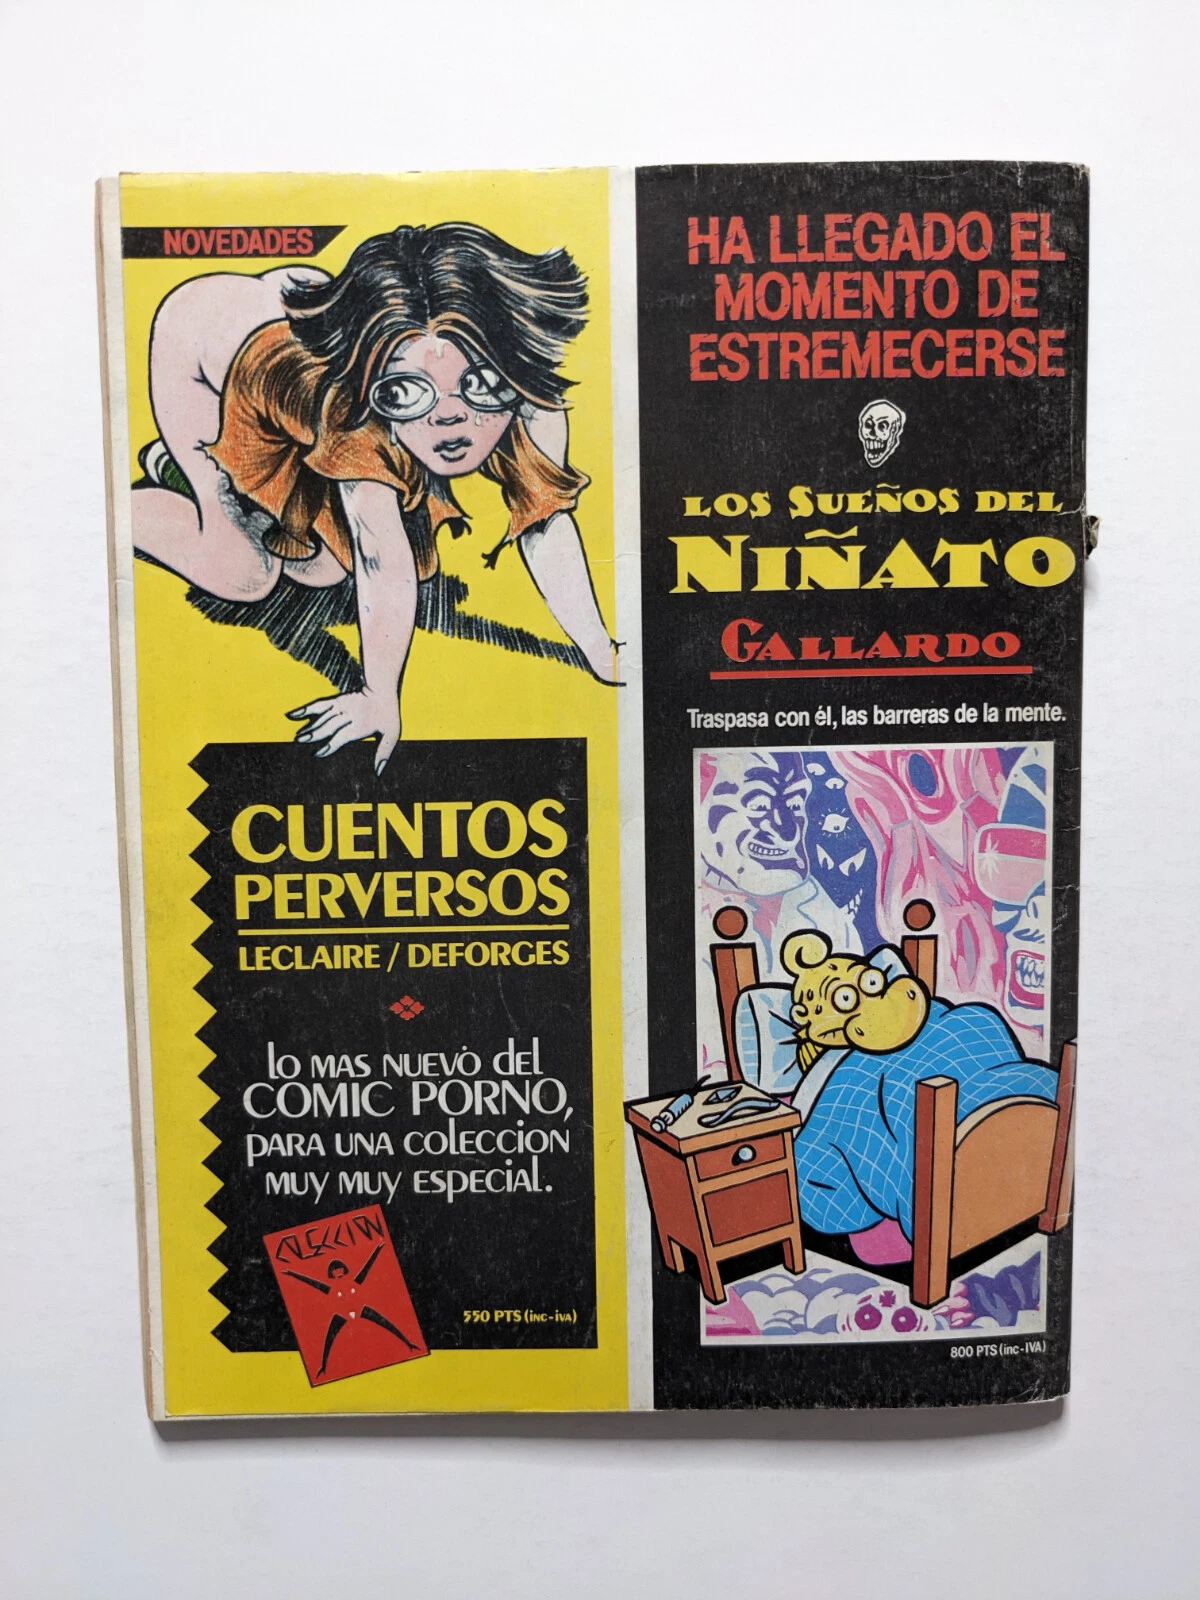 NOVEDADES
CUENTOS
PERVERSOS
LECLAIRE / DEFORGES
lo MAS NUEVO del
COMIC PORNO,
PARA UNA COLECCION
MUY MUY ESPECIAL.
COLECCION
X
550 PTS (INC-IVA)
HA LLEGADO EL
MOMENTO DE
ESTREMECERSE
LOS SUEÑOS DEL
NIÑATO
GALLARDO
Traspasa con él, las barreras de la mente.
800 PTS (inc-IVA)